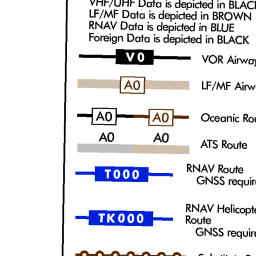 VHF/UHF Data is depicted in BLACK
LF/MF Data is depicted in BROWN
RNAV Data is depicted in BLUE
Foreign Data is depicted in BLACK
V0 VOR Airway
A0 LF/MF Airw
A0 A0 Oceanic Rou
A0 A0 ATS Route
T000 RNAV Route
GNSS require
TK000 RNAV Helicopte
Route
GNSS require